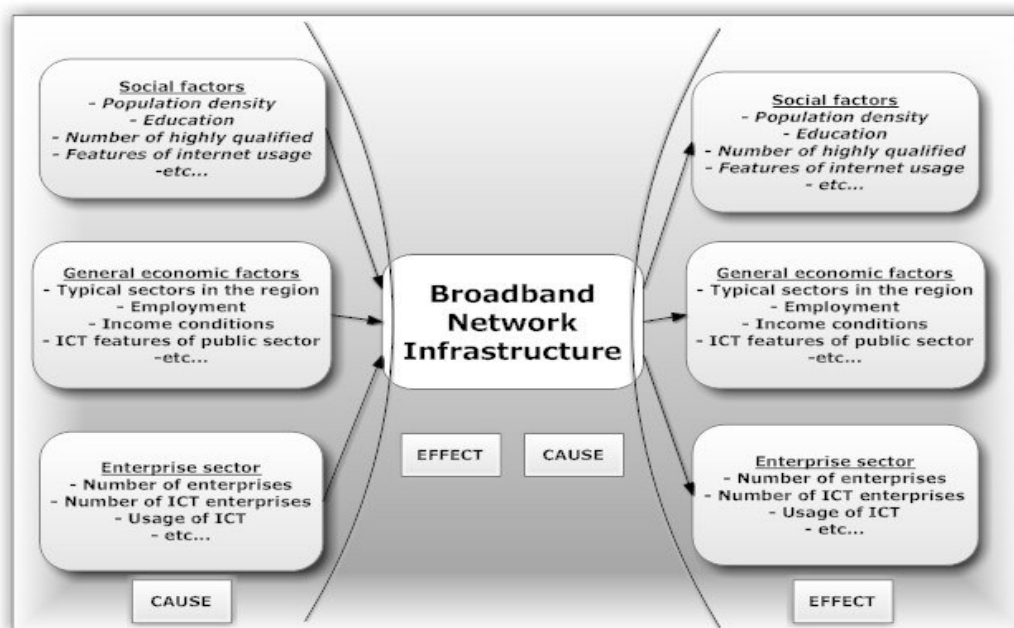 Social factors
- Population density
- Education
- Number of highly qualified
- Features of internet usage
-etc...
General economic factors
- Typical sectors in the region
- Employment
- Income conditions
- ICT features of public sector
-etc...
Enterprise sector
- Number of enterprises
- Number of ICT enterprises
- Usage of ICT
- etc...
CAUSE
Broadband
Network
Infrastructure
EFFECT
CAUSE
Social factors
- Population density
- Education
- Number of highly qualified
- Features of internet usage
- etc...
General economic factors
- Typical sectors in the region
- Employment
- Income conditions
- ICT features of public sector
-etc...
Enterprise sector
- Number of enterprises
- Number of ICT enterprises
- Usage of ICT
- etc...
EFFECT